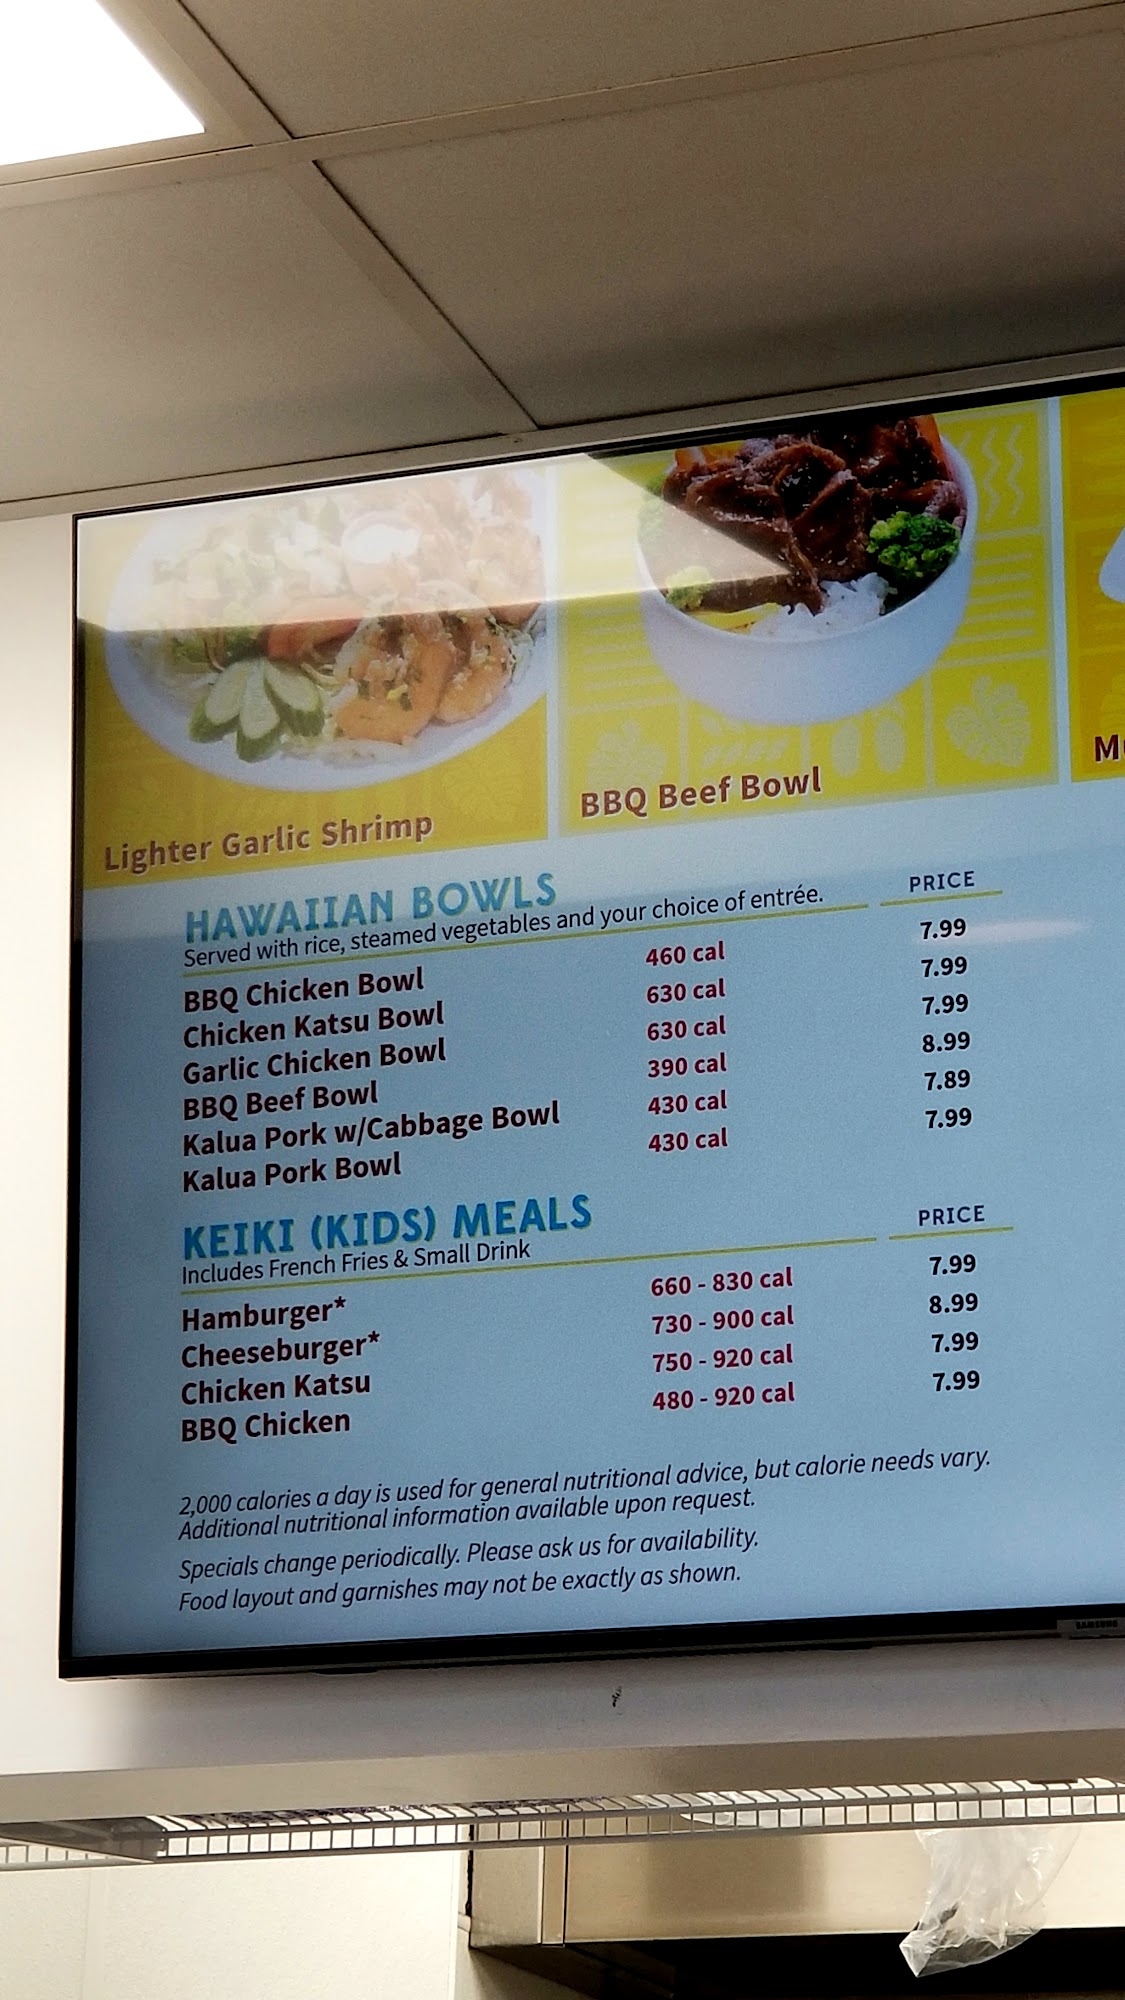 Lighter Garlic Shrimp
BBQ Beef Bowl
HAWAIIAN BOWLS PRICE
Served with rice, steamed vegetables and your choice of entrée.
BBQ Chicken Bowl 460 cal 7.99
Chicken Katsu Bowl 630 cal 7.99
Garlic Chicken Bowl 630 cal 7.99
BBQ Beef Bowl 390 cal 8.99
Kalua Pork w/Cabbage Bowl 430 cal 7.89
Kalua Pork Bowl 430 cal 7.99
KEIKI (KIDS) MEALS PRICE
Includes French Fries & Small Drink
Hamburger* 660 - 830 cal 7.99
Cheeseburger* 730 - 900 cal 8.99
Chicken Katsu 750 - 920 cal 7.99
BBQ Chicken 480 - 920 cal 7.99
2,000 calories a day is used for general nutritional advice, but calorie needs vary.
Additional nutritional information available upon request.
Specials change periodically. Please ask us for availability.
Food layout and garnishes may not be exactly as shown.
SAMSUNG